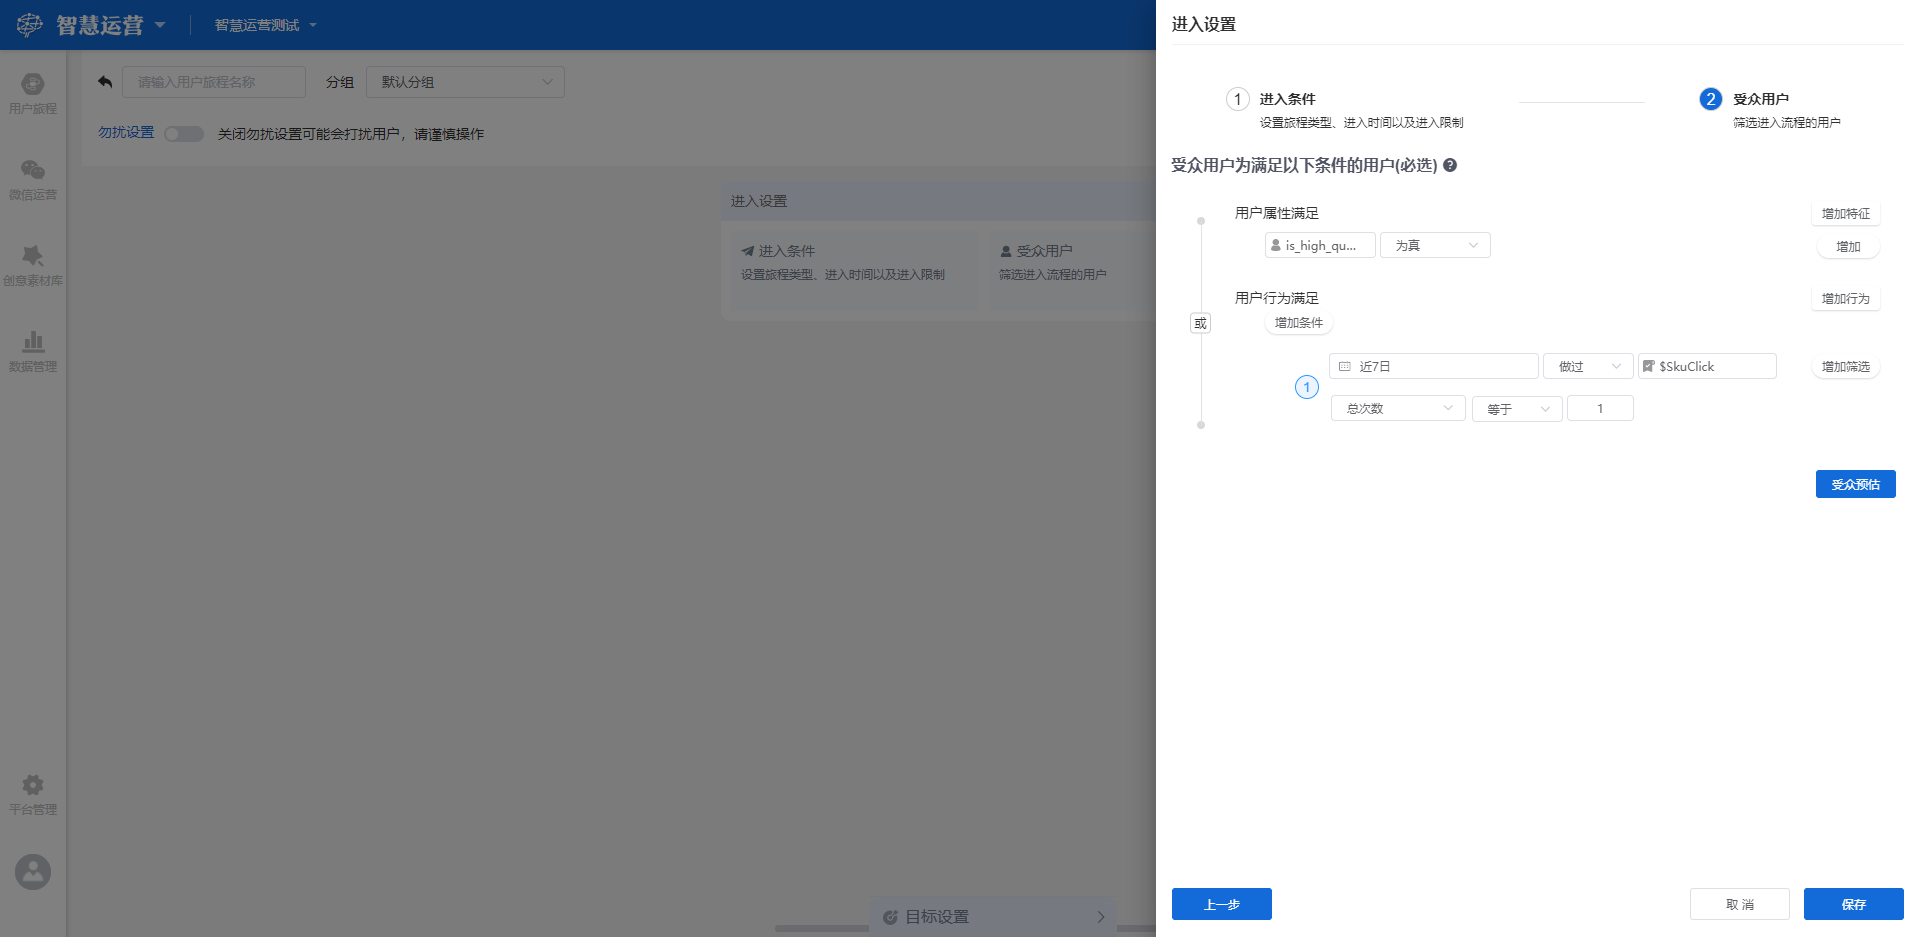 智慧运营
智慧运营测试
请输入用户旅程名称
分组
默认分组
勿扰设置
关闭勿扰设置可能会打扰用户，请谨慎操作
用户旅程
微信运营
创意素材库
数据管理
平台管理
进入设置
进入条件
设置旅程类型、进入时间以及进入限制
受众用户
筛选进入流程的用户
目标设置
进入设置
1 进入条件
设置旅程类型、进入时间以及进入限制
2 受众用户
筛选进入流程的用户
受众用户为满足以下条件的用户(必选)
用户属性满足
增加特征
is_high_qu...
为真
增加
用户行为满足
增加行为
或
增加条件
1
近7日
做过
$SkuClick
增加筛选
总次数
等于
1
受众预估
上一步
取 消
保存